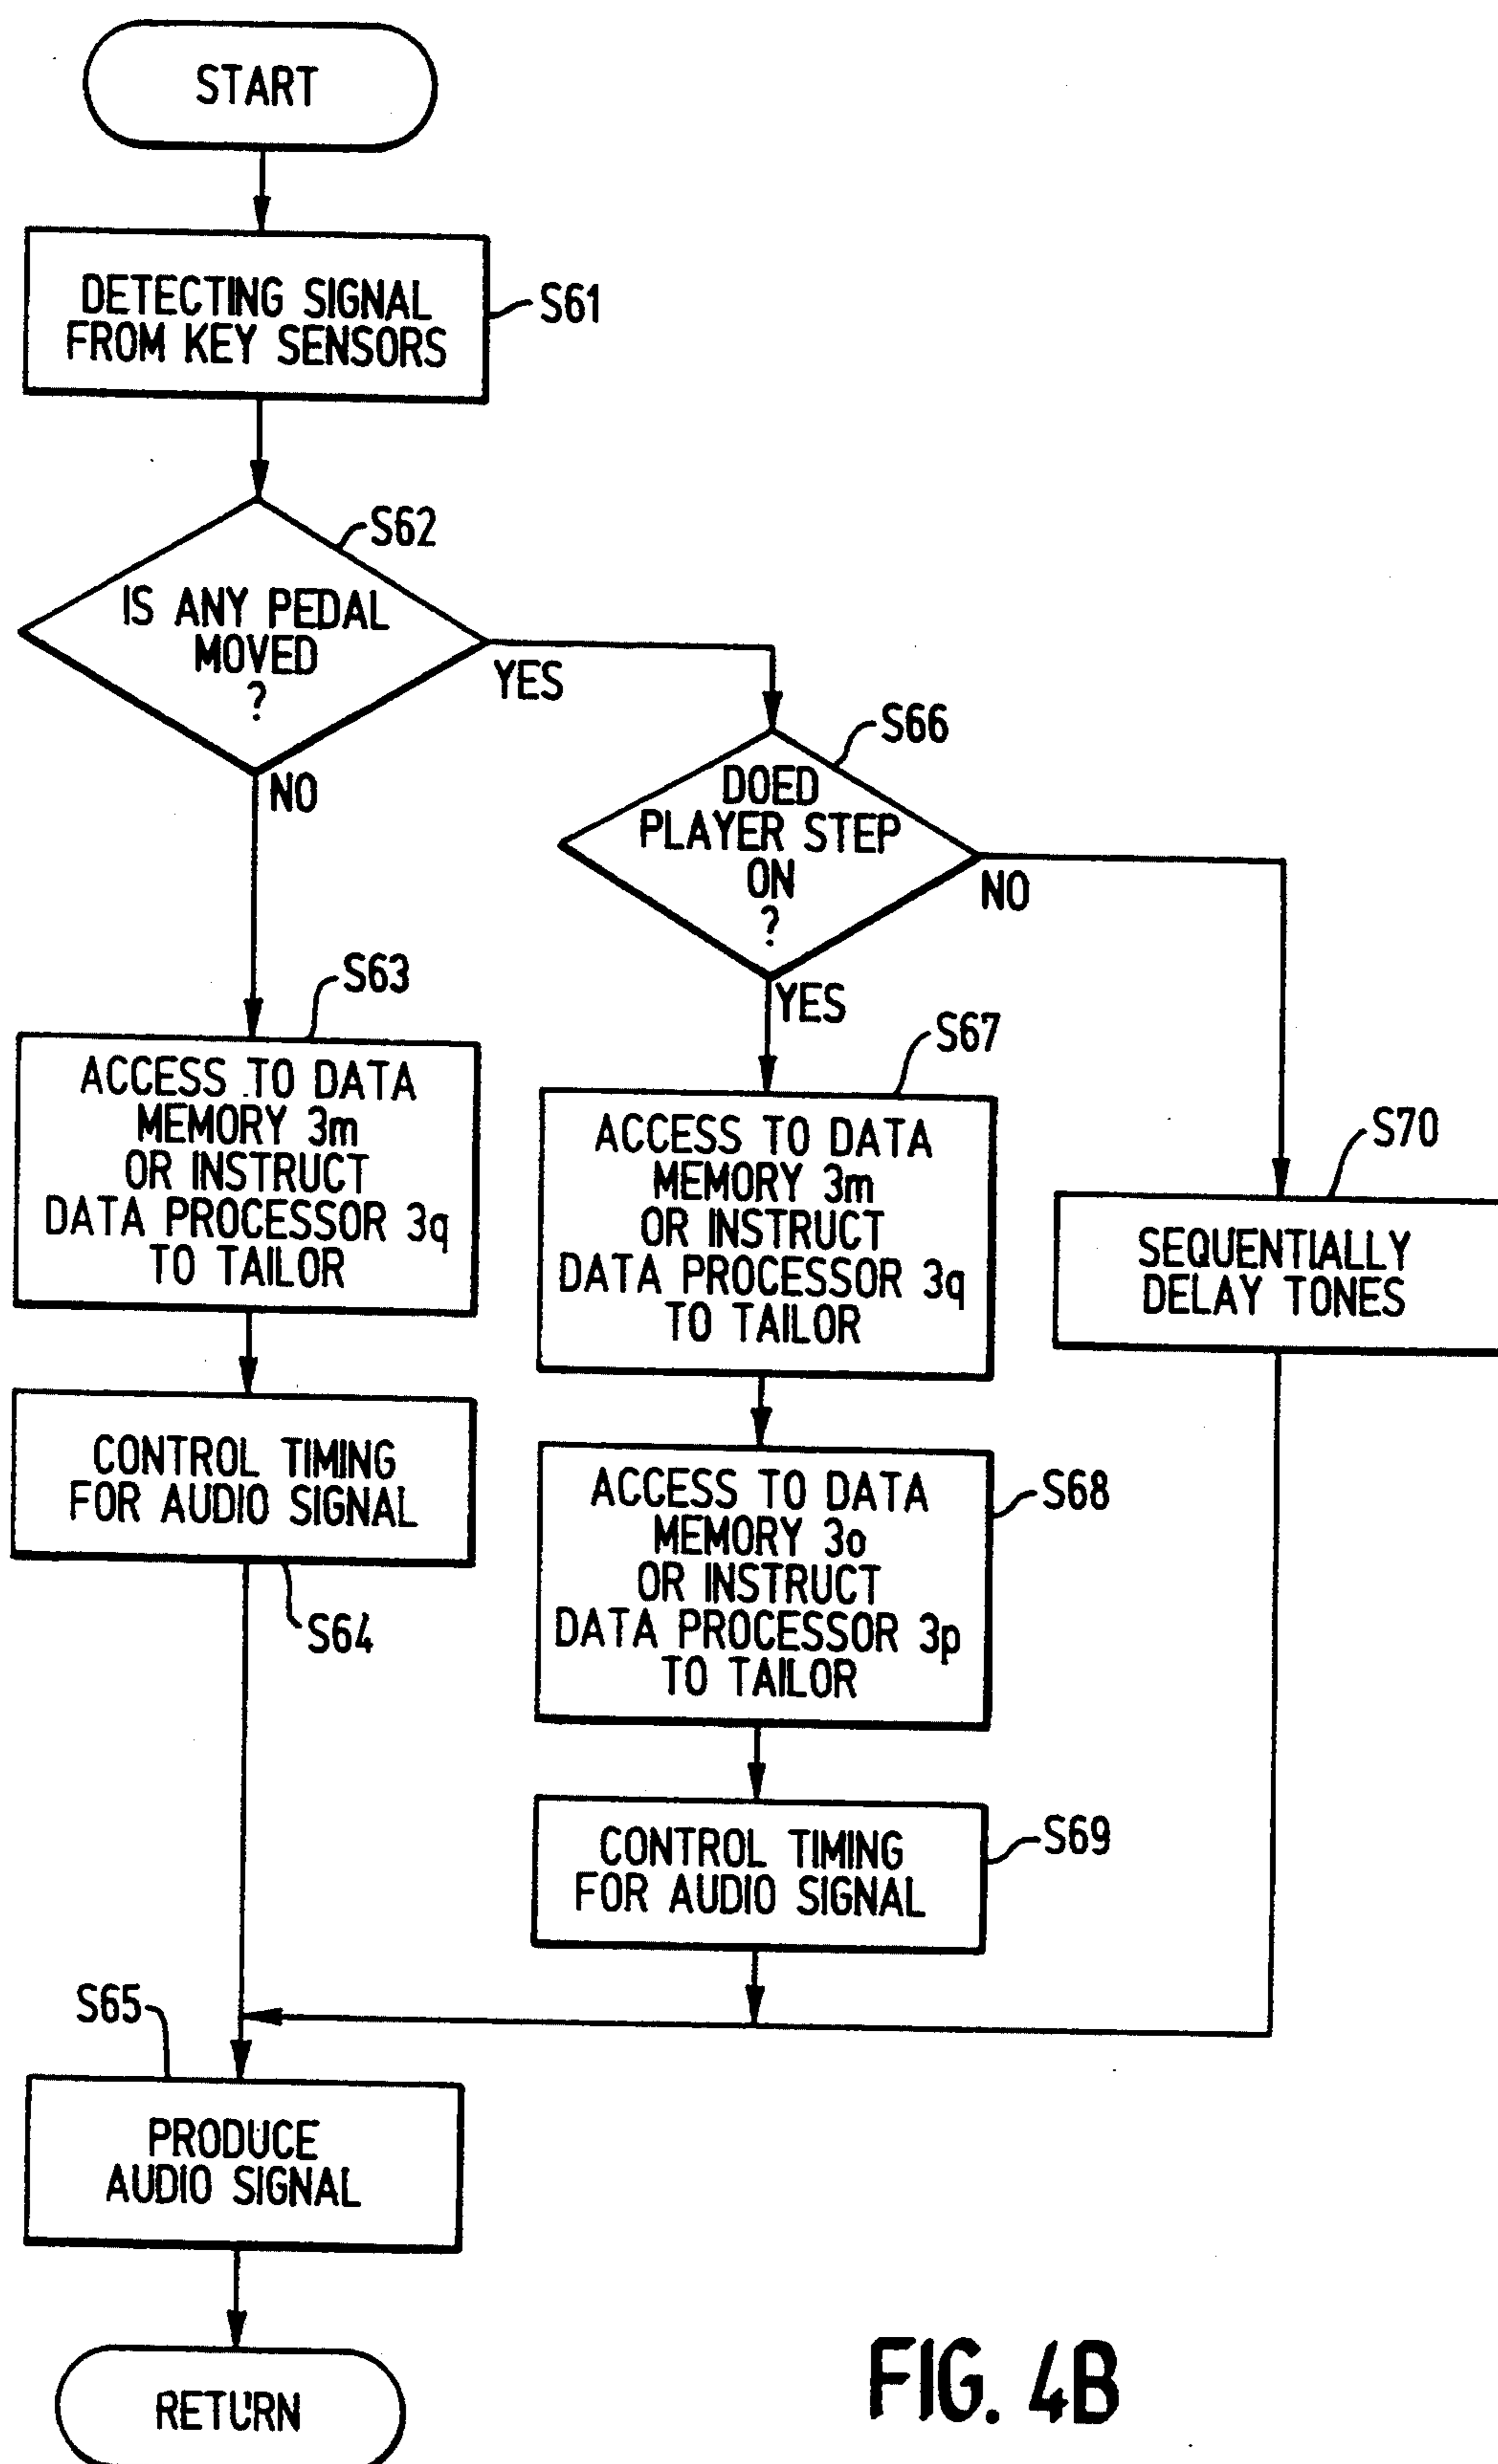 START
DETECTING SIGNAL
FROM KEY SENSORS
S61
S62
IS ANY PEDAL
MOVED
?
YES
NO
S66
DOED
PLAYER STEP
ON
?
NO
YES
S63
ACCESS TO DATA
MEMORY 3m
OR INSTRUCT
DATA PROCESSOR 3q
TO TAILOR
S67
ACCESS TO DATA
MEMORY 3m
OR INSTRUCT
DATA PROCESSOR 3q
TO TAILOR
S70
SEQUENTIALLY
DELAY TONES
CONTROL TIMING
FOR AUDIO SIGNAL
S64
ACCESS TO DATA
MEMORY 3o
OR INSTRUCT
DATA PROCESSOR 3p
TO TAILOR
S68
CONTROL TIMING
FOR AUDIO SIGNAL
S69
S65
PRODUCE
AUDIO SIGNAL
RETURN
FIG. 4B